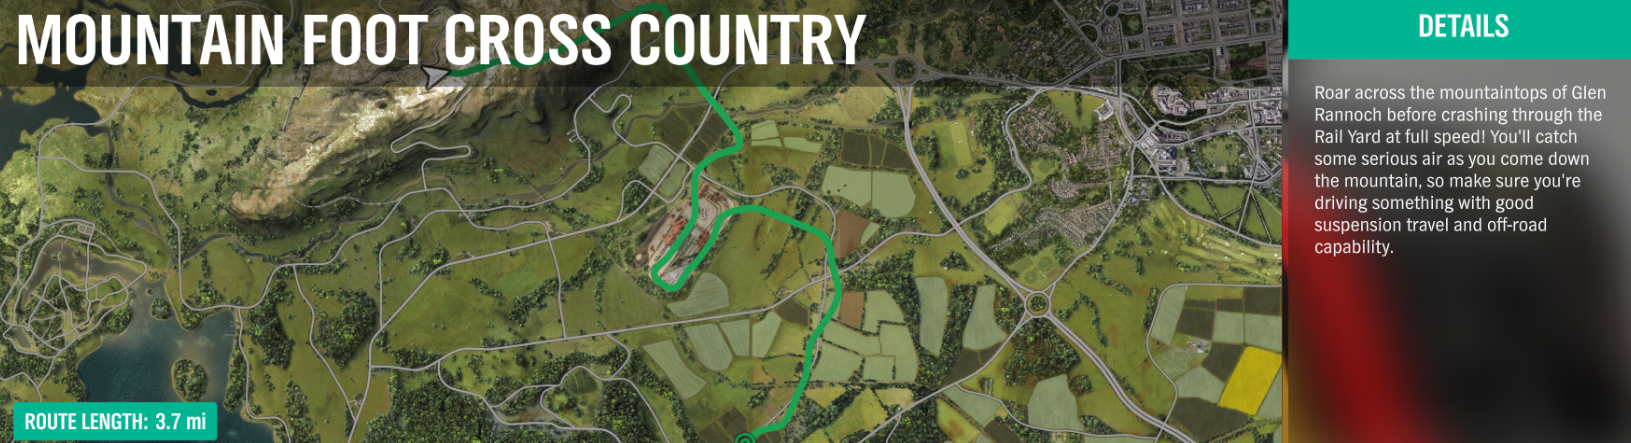 MOUNTAIN FOOT CROSS COUNTRY
DETAILS
Roar across the mountaintops of Glen
Rannoch before crashing through the
Rail Yard at full speed! You'll catch
some serious air as you come down
the mountain, so make sure you're
driving something with good
suspension travel and off-road
capability.
ROUTE LENGTH: 3.7 mi